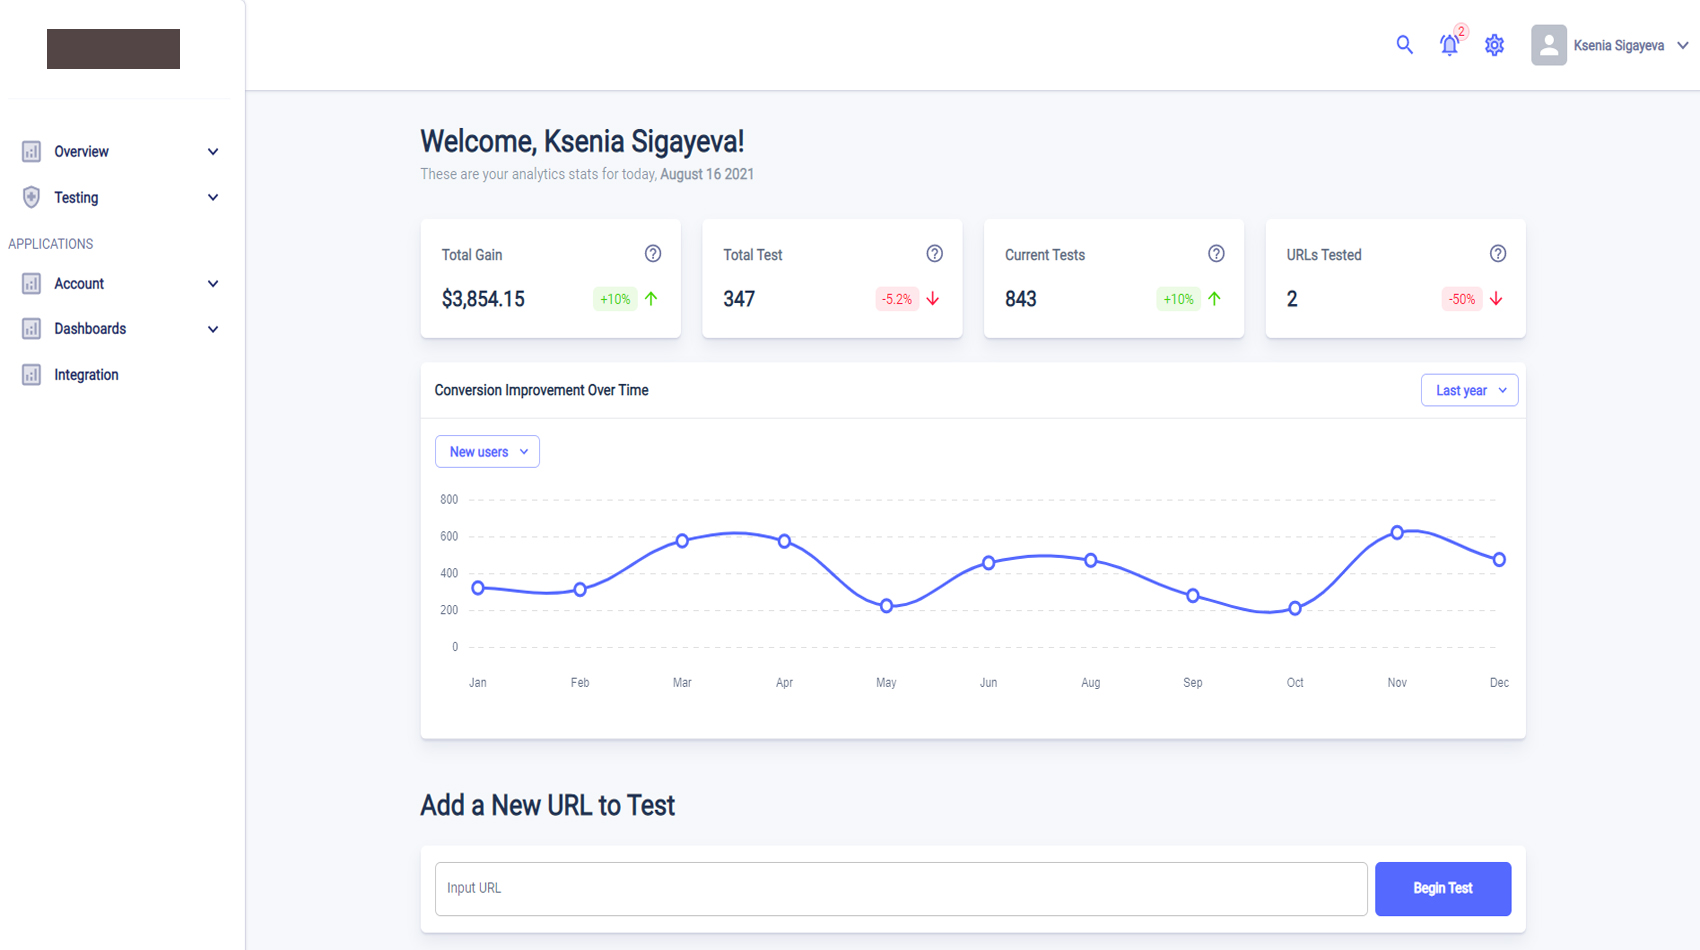 2
Ksenia Sigayeva
Overview
Testing
APPLICATIONS
Account
Dashboards
Integration
Welcome, Ksenia Sigayeva!
These are your analytics stats for today, August 16 2021
Total Gain
$3,854.15
+10%
Total Test
347
-5.2%
Current Tests
843
+10%
URLs Tested
2
-50%
Conversion Improvement Over Time
Last year
New users
800
600
400
200
0
Jan Feb Mar Apr May Jun Aug Sep Oct Nov Dec
Add a New URL to Test
Input URL
Begin Test